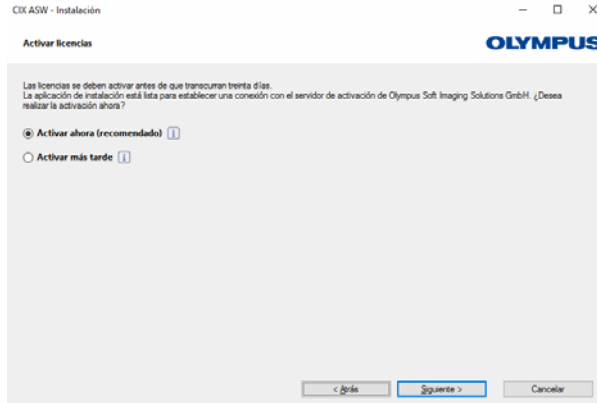 CIX ASW - Instalación
Activar licencias
OLYMPUS
Las licencias se deben activar antes de que transcurran treinta días.
La aplicación de instalación está lista para establecer una conexión con el servidor de activación de Olympus Soft Imaging Solutions GmbH. ¿Desea
realizar la activación ahora?
Activar ahora (recomendado)
Activar más tarde
< Atrás
Siguiente >
Cancelar